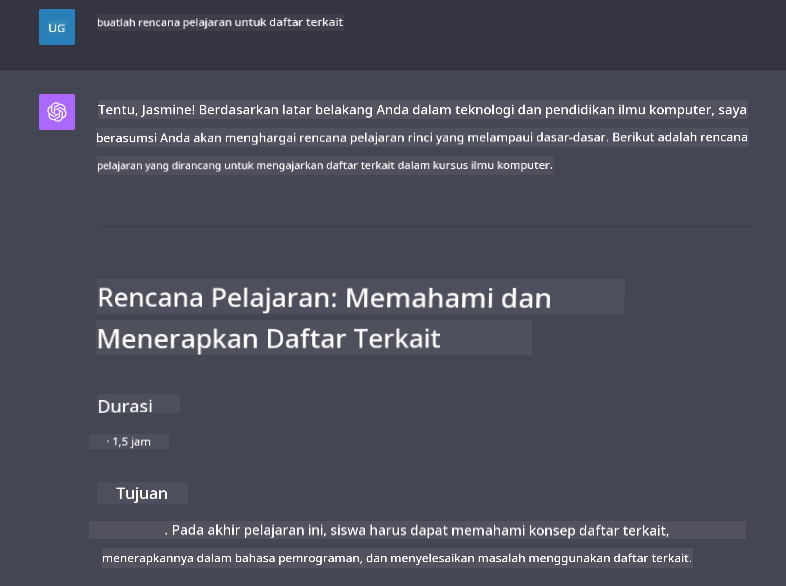 UG
buatlah rencana pelajaran untuk daftar terkait
Tentu, Jasmine! Berdasarkan latar belakang Anda dalam teknologi dan pendidikan ilmu komputer, saya
berasumsi Anda akan menghargai rencana pelajaran rinci yang melampaui dasar-dasar. Berikut adalah rencana
pelajaran yang dirancang untuk mengajarkan daftar terkait dalam kursus ilmu komputer.
Rencana Pelajaran: Memahami dan
Menerapkan Daftar Terkait
Durasi
· 1,5 jam
Tujuan
. Pada akhir pelajaran ini, siswa harus dapat memahami konsep daftar terkait,
menerapkannya dalam bahasa pemrograman, dan menyelesaikan masalah menggunakan daftar terkait.